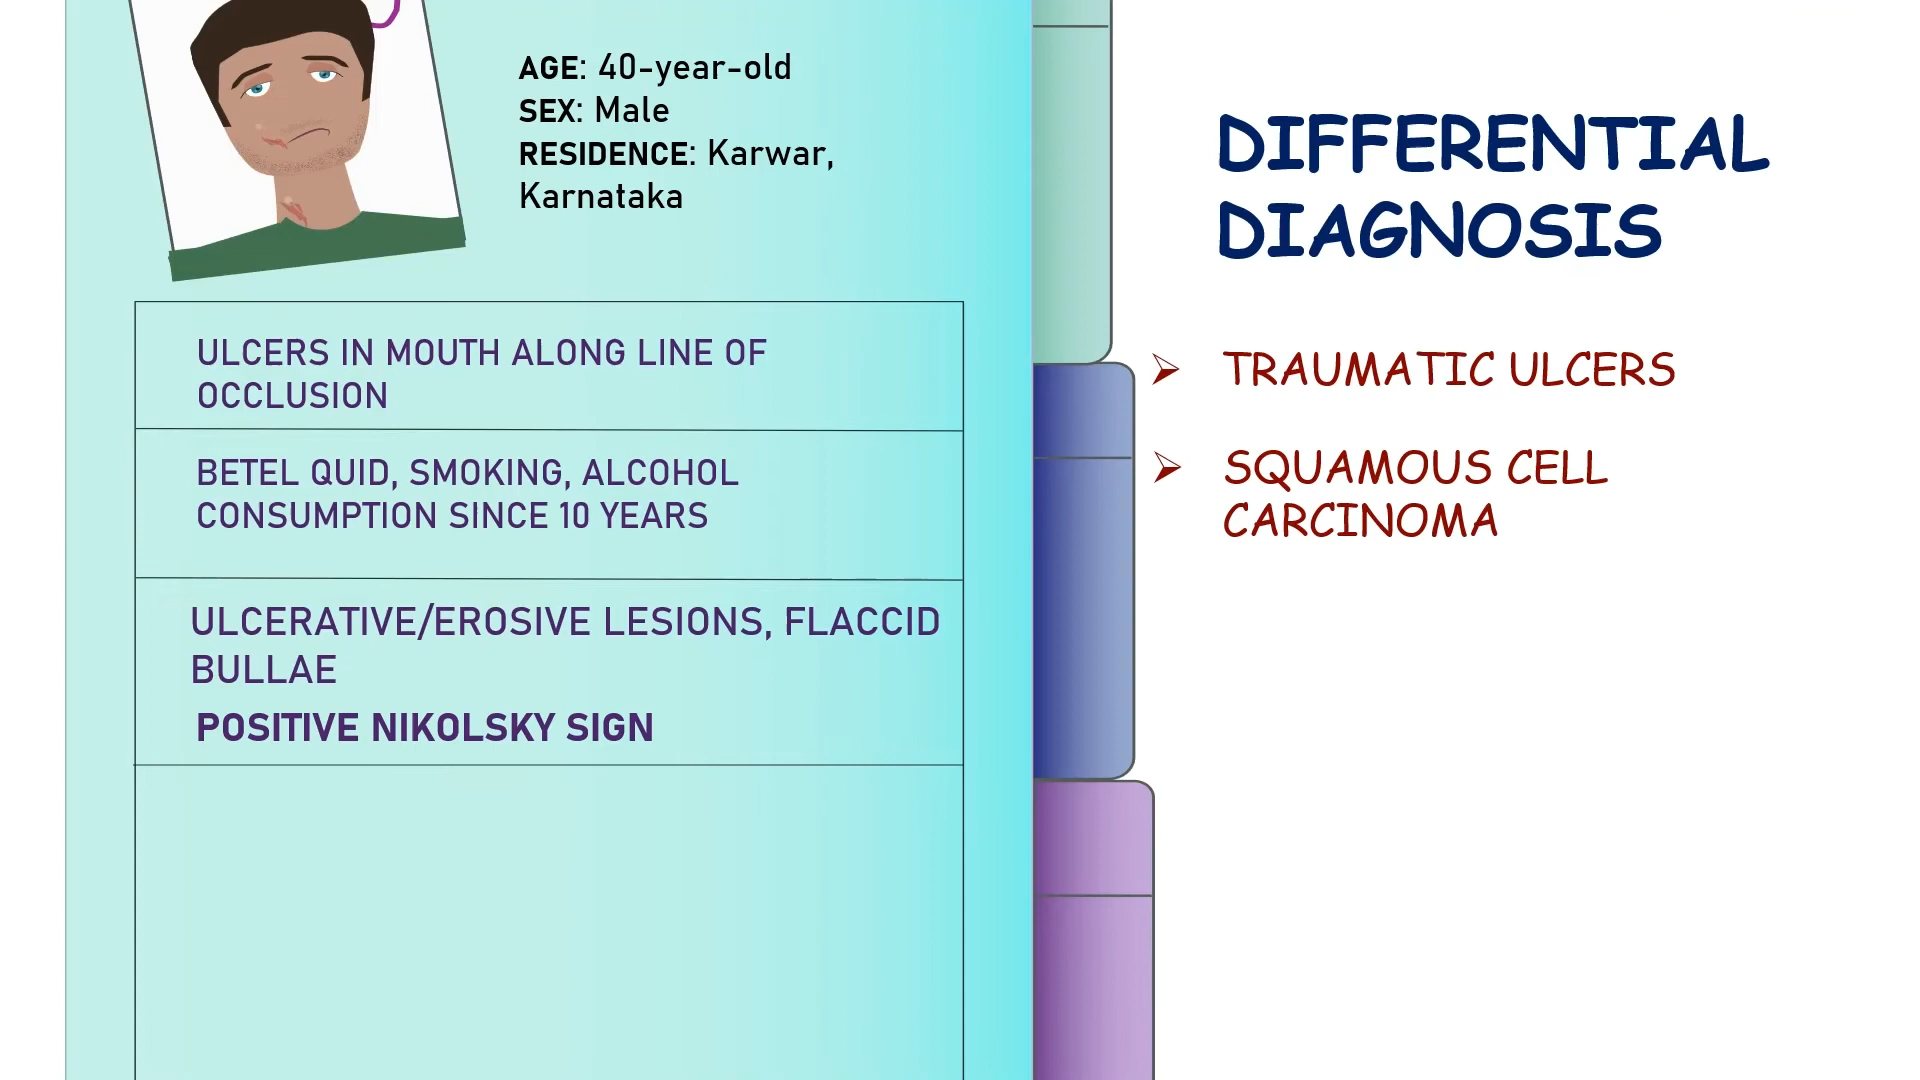 AGE: 40-year-old
SEX: Male
RESIDENCE: Karwar,
Karnataka
ULCERS IN MOUTH ALONG LINE OF
OCCLUSION
BETEL QUID, SMOKING, ALCOHOL
CONSUMPTION SINCE 10 YEARS
ULCERATIVE/EROSIVE LESIONS, FLACCID
BULLAE
POSITIVE NIKOLSKY SIGN
DIFFERENTIAL
DIAGNOSIS
TRAUMATIC ULCERS
SQUAMOUS CELL
CARCINOMA